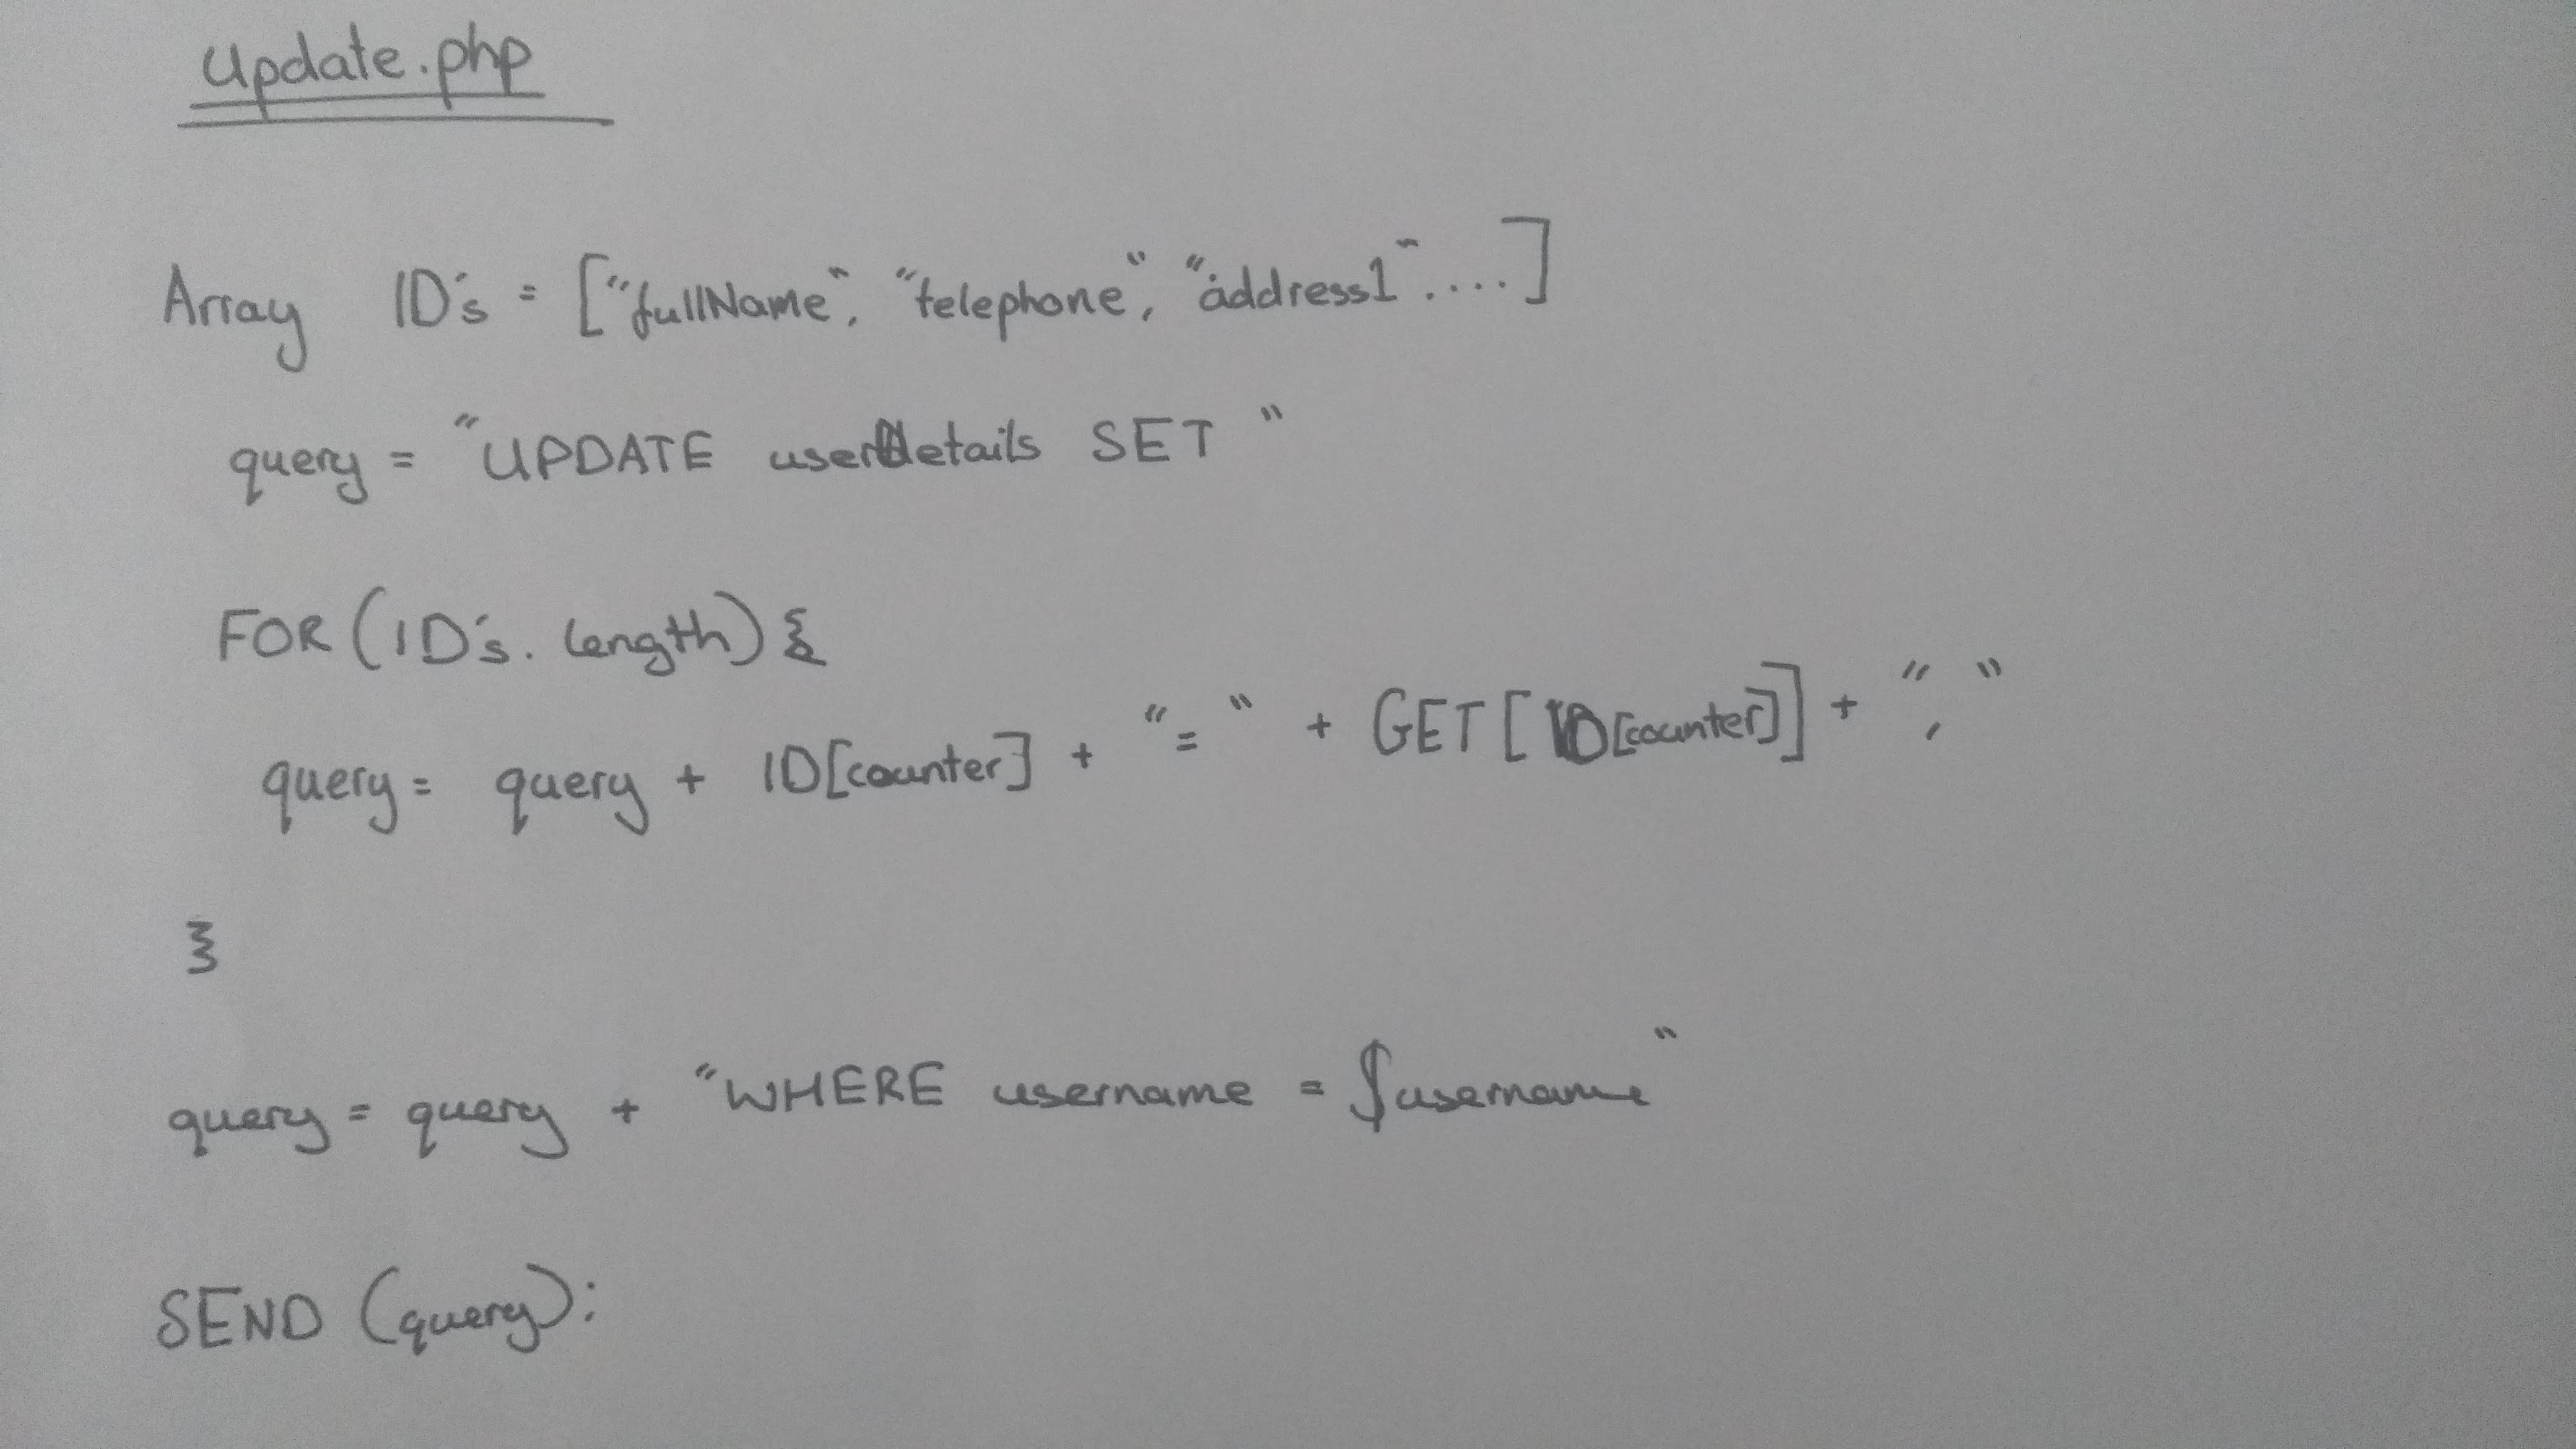 Update.php
Array ID's = ["fullName", "telephone", "address1"....]
query = "UPDATE userDetails SET "
FOR (ID's.length) {
query = query + ID[counter] + "=" + GET[ID[counter]] + ","
}
query = query + "WHERE username = $username"
SEND (query);